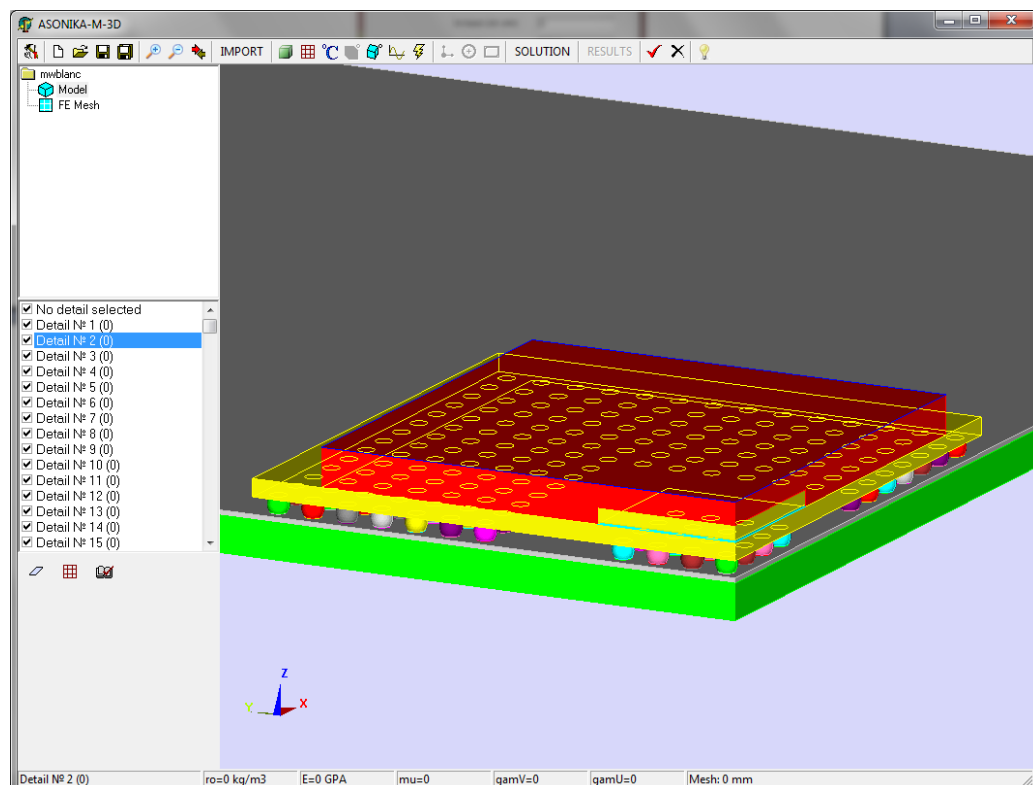 ASONIKA-M-3D
IMPORT
°C
SOLUTION
RESULTS
mwblanc
Model
FE Mesh
No detail selected
Detail № 1 (0)
Detail № 2 (0)
Detail № 3 (0)
Detail № 4 (0)
Detail № 5 (0)
Detail № 6 (0)
Detail № 7 (0)
Detail № 8 (0)
Detail № 9 (0)
Detail № 10 (0)
Detail № 11 (0)
Detail № 12 (0)
Detail № 13 (0)
Detail № 14 (0)
Detail № 15 (0)
Z
Y
X
Detail № 2 (0) ro=0 kg/m3 E=0 GPA mu=0 gamV=0 gamU=0 Mesh: 0 mm